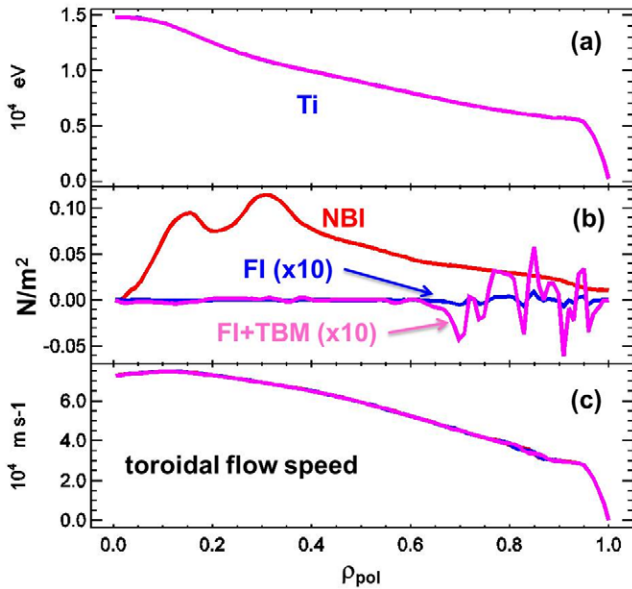 1.5
(a)
10⁴ eV
1.0
Ti
0.5
0.0
0.10
NBI
(b)
N/m²
0.05
FI (x10)
0.00
FI+TBM (x10)
-0.05
(c)
10⁴ m s-1
6.0
4.0
toroidal flow speed
2.0
0.0
0.0 0.2 0.4 0.6 0.8 1.0
ρpol